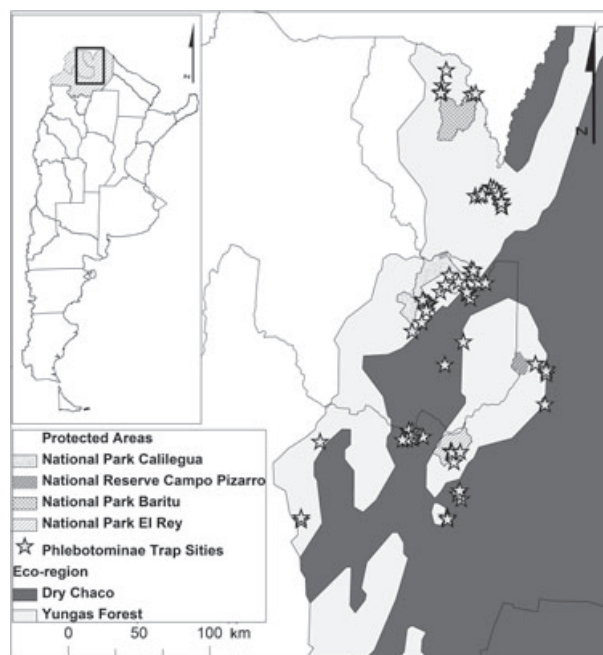 Z
Z
Protected Areas
National Park Calilegua
National Reserve Campo Pizarro
National Park Baritu
National Park El Rey
Phlebotominae Trap Sites
Eco-region
Dry Chaco
Yungas Forest
0 50 100 km